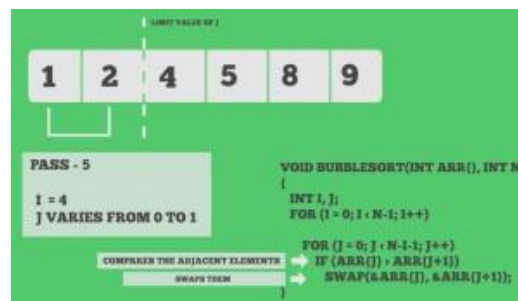 LIMIT VALUE OF J
1 2 4 5 8 9
PASS - 5
I = 4
J VARIES FROM 0 TO 1
VOID BUBBLESORT(INT ARR[], INT N
{
INT I, J;
FOR (I = 0; I < N-1; I++)
FOR (J = 0; J < N-I-1; J++)
COMPARES THE ADJACENT ELEMENTS
IF (ARR[J] > ARR[J+1])
SWAPS THEM
SWAP(&ARR[J], &ARR[J+1]);
}